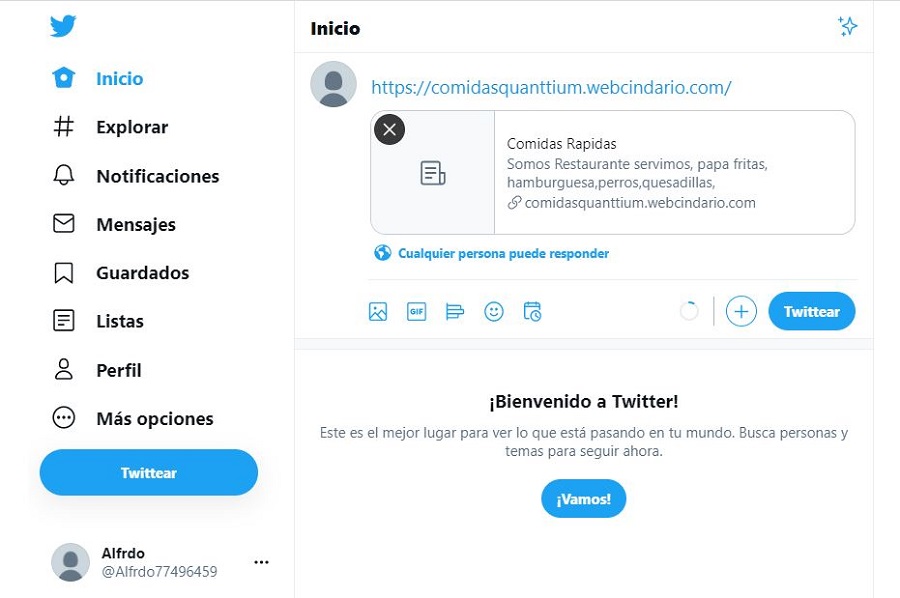 Inicio
Explorar
Notificaciones
Mensajes
Guardados
Listas
Perfil
Más opciones
Twittear
Alfrdo
@Alfrdo77496459
Inicio
https://comidasquanttium.webcindario.com/
Comidas Rapidas
Somos Restaurante servimos, papa fritas,
hamburguesa,perros,quesadillas,
comidasquanttium.webcindario.com
Cualquier persona puede responder
GIF
Twittear
¡Bienvenido a Twitter!
Este es el mejor lugar para ver lo que está pasando en tu mundo. Busca personas y
temas para seguir ahora.
¡Vamos!